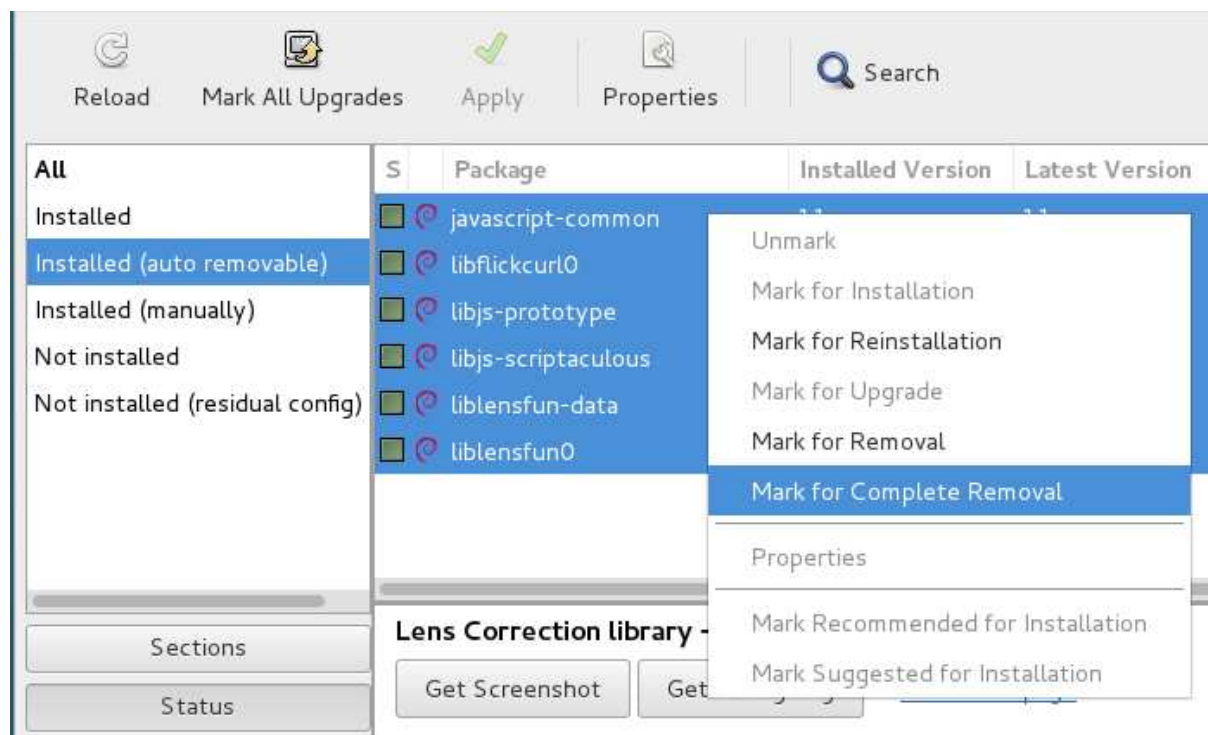 Reload
Mark All Upgrades
Apply
Properties
Search
All
Installed
Installed (auto removable)
Installed (manually)
Not installed
Not installed (residual config)
Sections
Status
S Package Installed Version Latest Version
javascript-common
libflickcurl0
libjs-prototype
libjs-scriptaculous
liblensfun-data
liblensfun0
Unmark
Mark for Installation
Mark for Reinstallation
Mark for Upgrade
Mark for Removal
Mark for Complete Removal
Properties
Mark Recommended for Installation
Mark Suggested for Installation
Lens Correction library -
Get Screenshot
Get